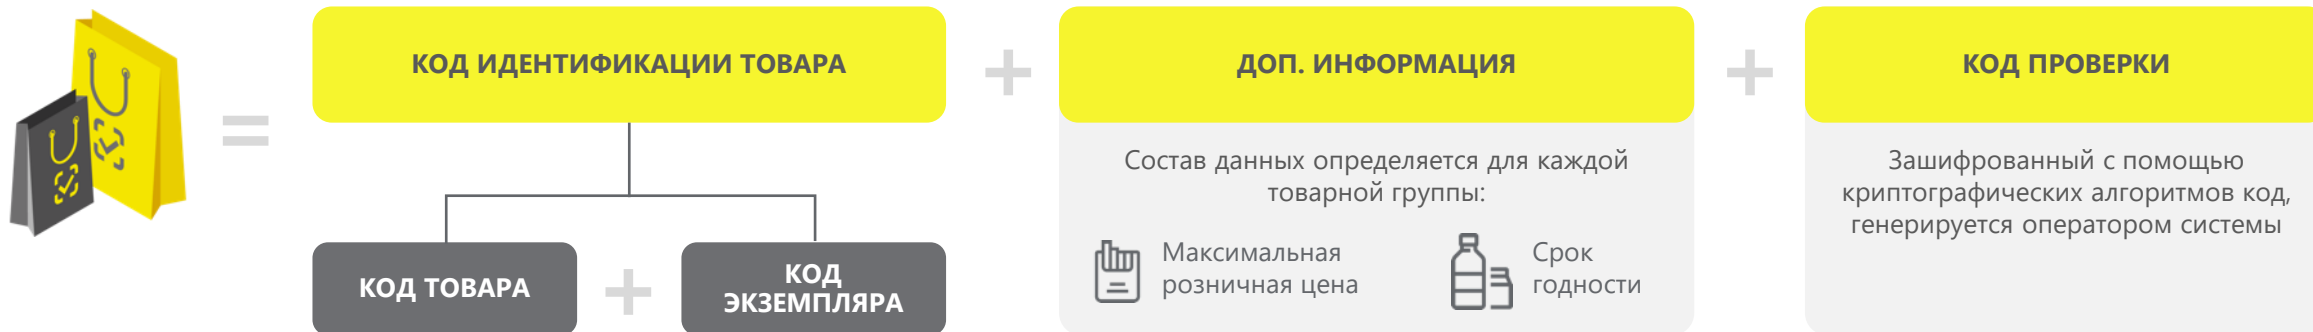 КОД ИДЕНТИФИКАЦИИ ТОВАРА
КОД ТОВАРА
КОД
ЭКЗЕМПЛЯРА
ДОП. ИНФОРМАЦИЯ
Состав данных определяется для каждой
товарной группы:
Максимальная
розничная цена
Срок
годности
КОД ПРОВЕРКИ
Зашифрованный с помощью
криптографических алгоритмов код,
генерируется оператором системы